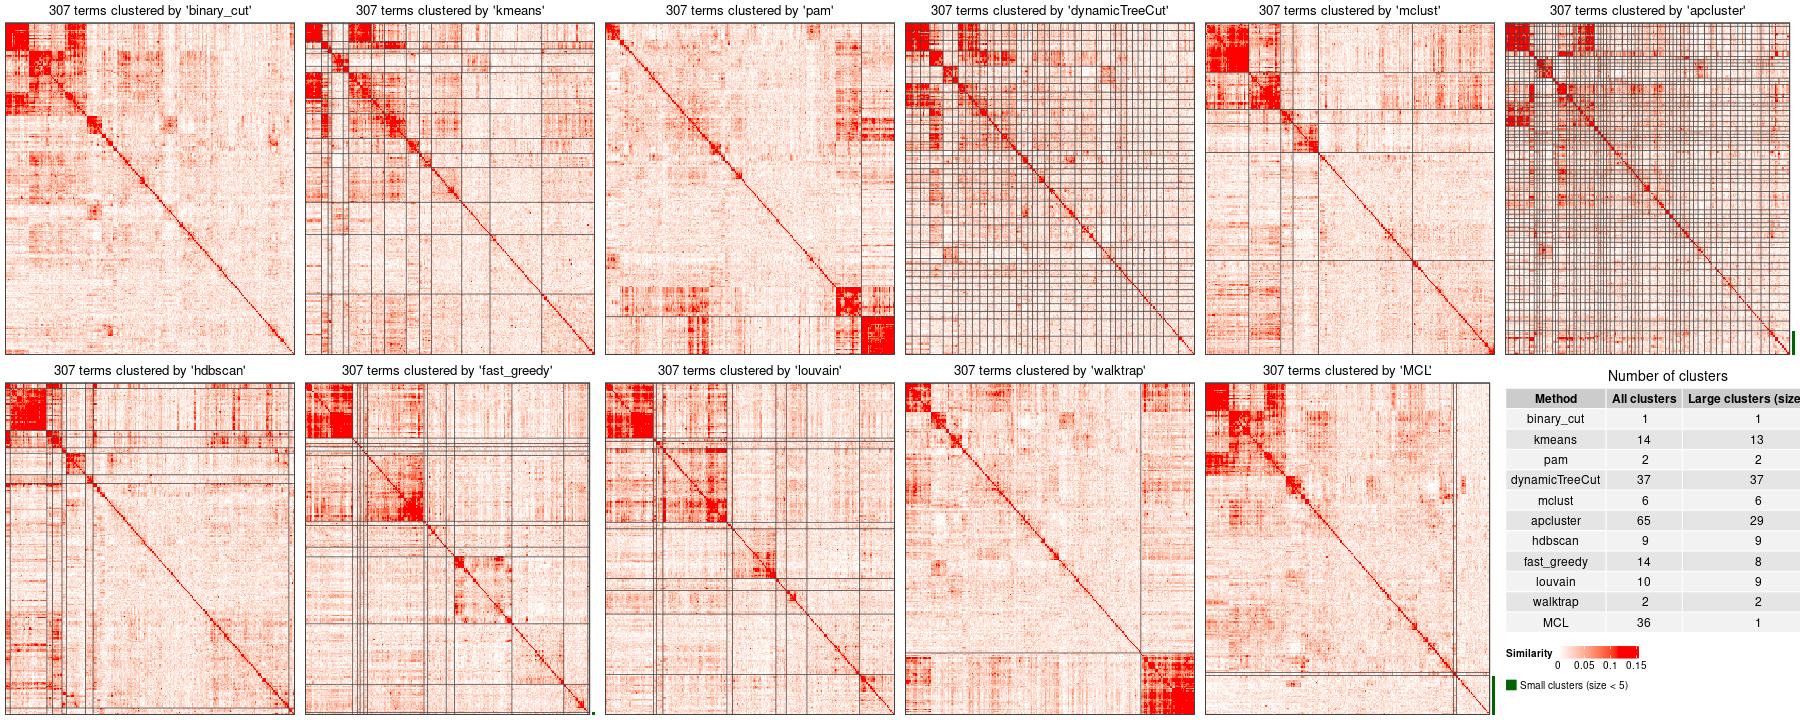 307 terms clustered by 'binary_cut'
307 terms clustered by 'kmeans'
307 terms clustered by 'pam'
307 terms clustered by 'dynamicTreeCut'
307 terms clustered by 'mclust'
307 terms clustered by 'apcluster'
307 terms clustered by 'hdbscan'
307 terms clustered by 'fast_greedy'
307 terms clustered by 'louvain'
307 terms clustered by 'walktrap'
307 terms clustered by 'MCL'
Number of clusters
Method All clusters Large clusters (size
binary_cut 1 1
kmeans 14 13
pam 2 2
dynamicTreeCut 37 37
mclust 6 6
apcluster 65 29
hdbscan 9 9
fast_greedy 14 8
louvain 10 9
walktrap 2 2
MCL 36 1
Similarity
0 0.05 0.1 0.15
Small clusters (size < 5)